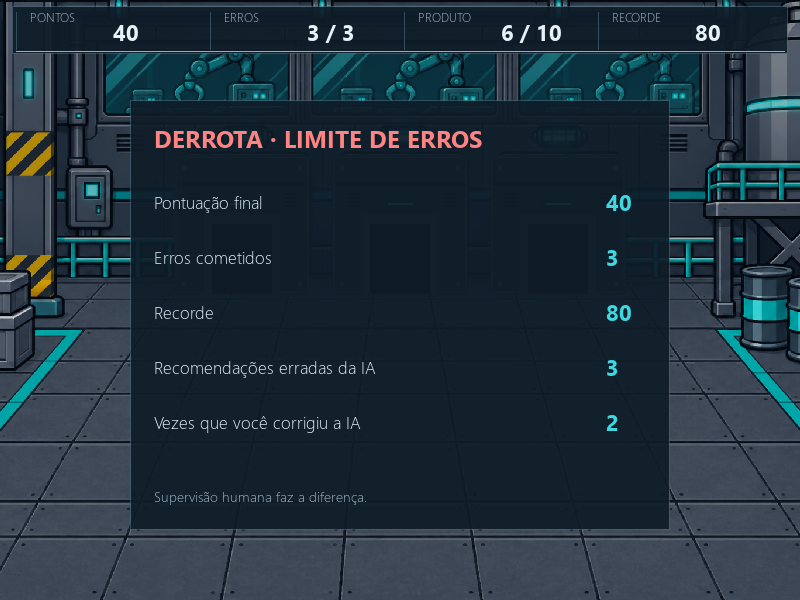 PONTOS
40
ERROS
3 / 3
PRODUTO
6 / 10
RECORDE
80
DERROTA · LIMITE DE ERROS
Pontuação final 40
Erros cometidos 3
Recorde 80
Recomendações erradas da IA 3
Vezes que você corrigiu a IA 2
Supervisão humana faz a diferença.